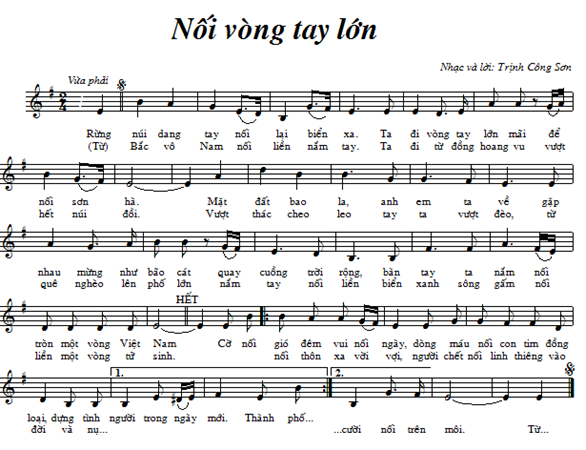 Nối vòng tay lớn
Nhạc và lời: Trịnh Công Sơn
Vừa phải
2
4
Rừng núi dang tay nối lại biển xa. Ta đi vòng tay lớn mãi để
(Từ) Bắc vô Nam nối liền nắm tay. Ta đi từ đồng hoang vu vượt
nối sơn hà. Mặt đất bao la, anh em ta về gặp
hết núi đồi. Vượt thác cheo leo tay ta vượt đèo, từ
nhau mừng như bão cát quay cuồng trời rộng, bàn tay ta nắm nối
quê nghèo lên phố lớn nắm tay nối liền biển xanh sông gấm nối
HẾT
tròn một vòng Việt Nam Cờ nối gió đêm vui nối ngày, dòng máu nối con tim đồng
liền một vòng tử sinh. nối thôn xa vời vợi, người chết nối linh thiêng vào
1. 2.
loại, dựng tình người trong ngày mới. Thành phố...
đời và nụ... ...cười nối trên môi. Từ...